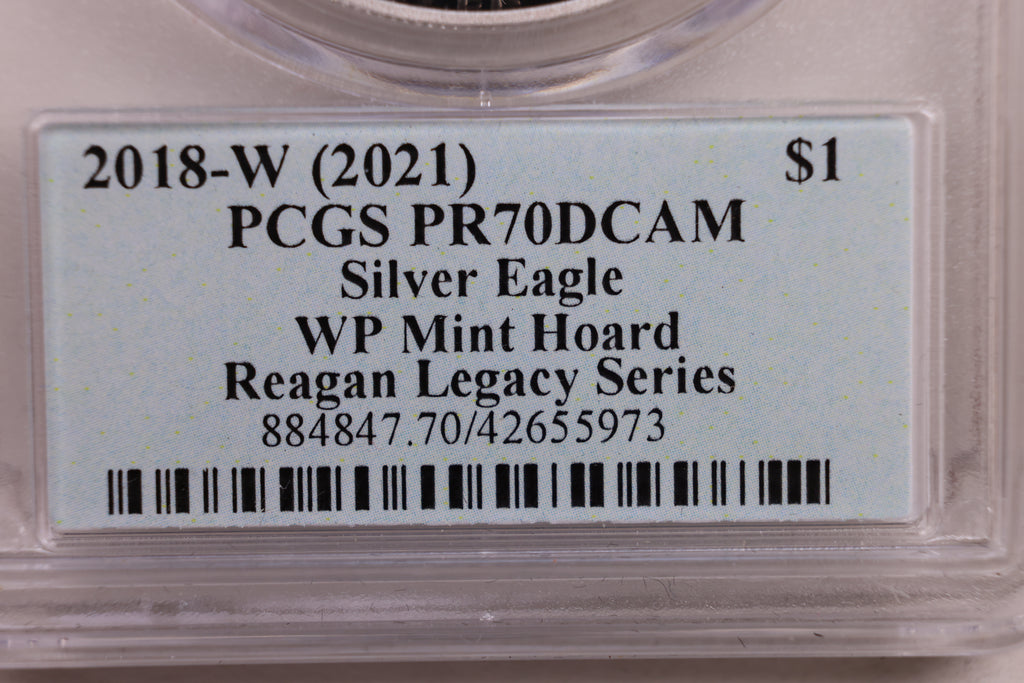 2018-W (2021) $1
PCGS PR70DCAM
Silver Eagle
WP Mint Hoard
Reagan Legacy Series
884847.70/42655973